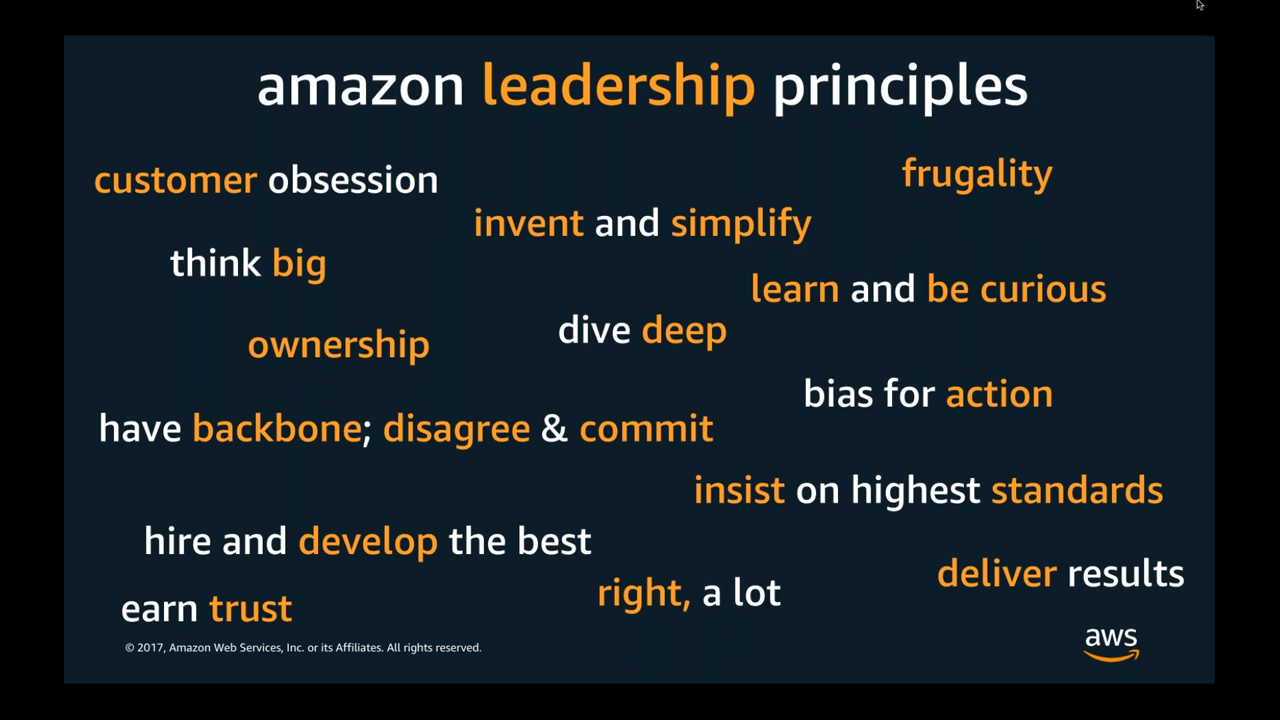 amazon leadership principles
customer obsession
frugality
invent and simplify
think big
learn and be curious
dive deep
ownership
bias for action
have backbone; disagree & commit
insist on highest standards
hire and develop the best
deliver results
right, a lot
earn trust
© 2017, Amazon Web Services, Inc. or its Affiliates. All rights reserved.
aws